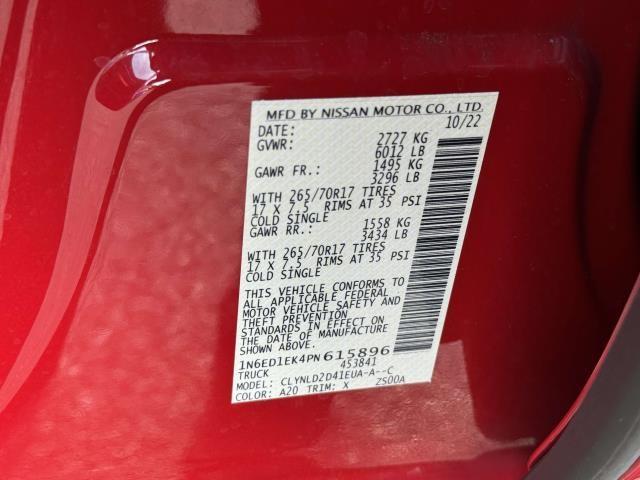 MFD BY NISSAN MOTOR CO., LTD.
DATE: 10/22
GVWR: 2727 KG
6012 LB
GAWR FR.: 1495 KG
3296 LB
WITH 265/70R17 TIRES
17 X 7.5 RIMS AT 35 PSI
COLD SINGLE
GAWR RR.: 1558 KG
3434 LB
WITH 265/70R17 TIRES
17 X 7.5 RIMS AT 35 PSI
COLD SINGLE
THIS VEHICLE CONFORMS TO
ALL APPLICABLE FEDERAL
MOTOR VEHICLE SAFETY AND
THEFT PREVENTION
STANDARDS IN EFFECT ON
THE DATE OF MANUFACTURE
SHOWN ABOVE.
1N6ED1EK4PN615896
TRUCK 453841
MODEL: CLYNLD2D41EUA-A--C
COLOR: A20 TRIM: X ZS00A